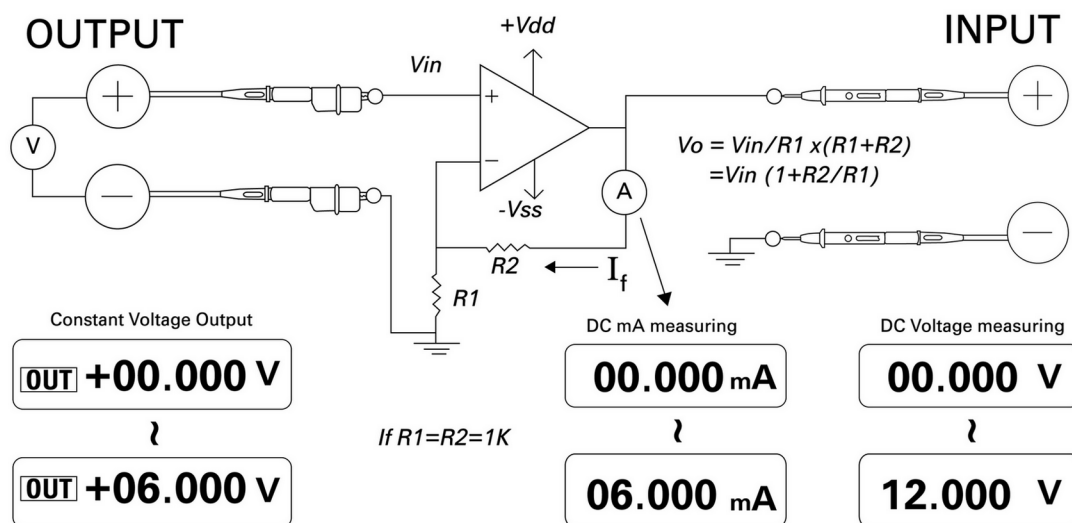 OUTPUT
INPUT
+Vdd
Vin
+
+
+
V
−
−
−
-Vss
A
Vo = Vin/R1 x(R1+R2)
=Vin (1+R2/R1)
R2
If
R1
Constant Voltage Output
DC mA measuring
DC Voltage measuring
OUT +00.000 V
00.000 mA
00.000 V
~
~
~
If R1=R2=1K
OUT +06.000 V
06.000 mA
12.000 V